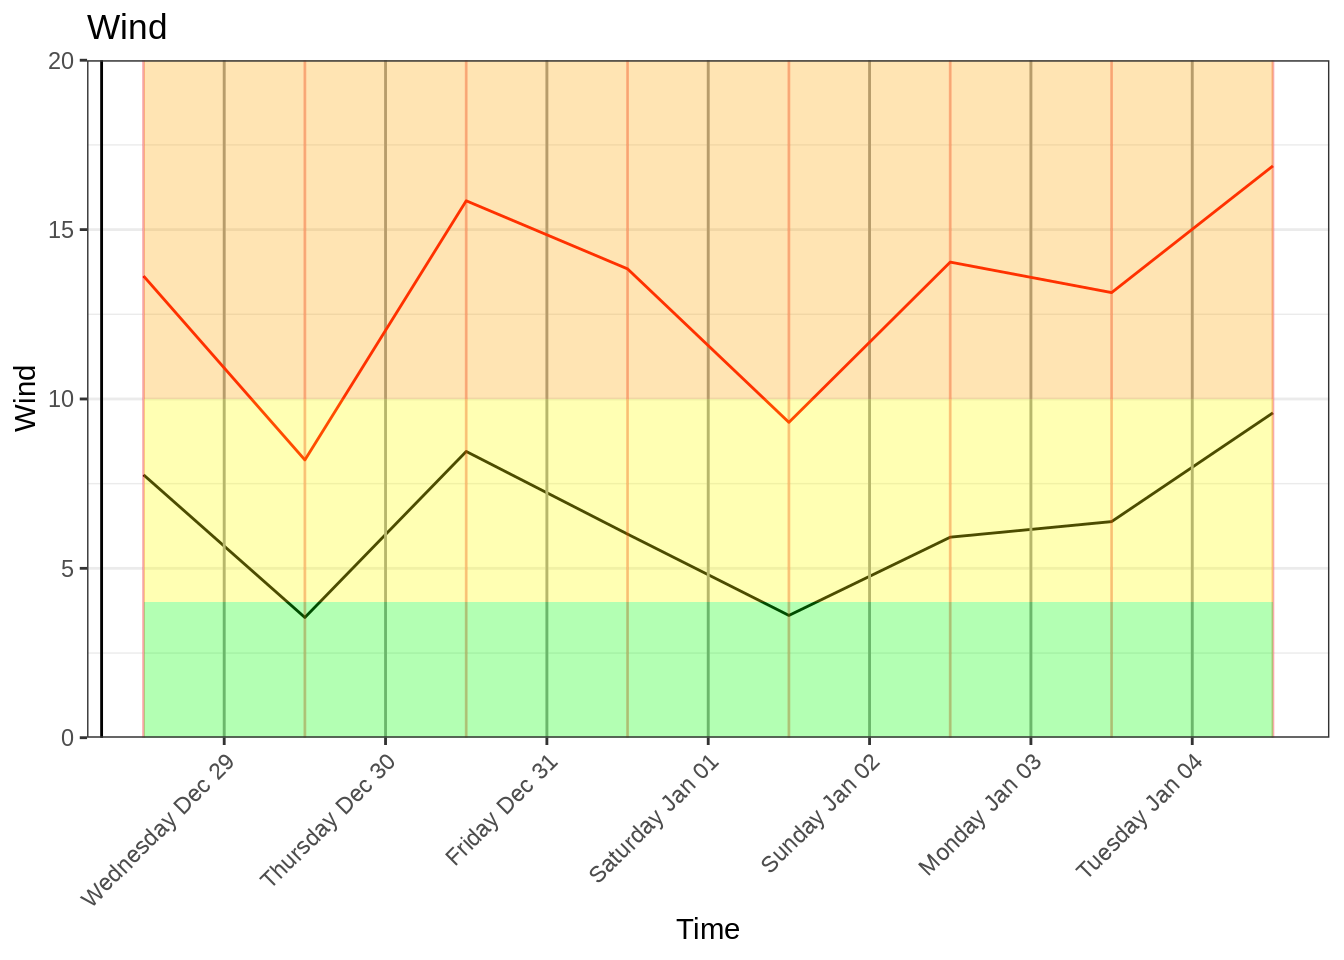 Wind
20
15
10
5
0
Wind
Wednesday Dec 29
Thursday Dec 30
Friday Dec 31
Saturday Jan 01
Sunday Jan 02
Monday Jan 03
Tuesday Jan 04
Time